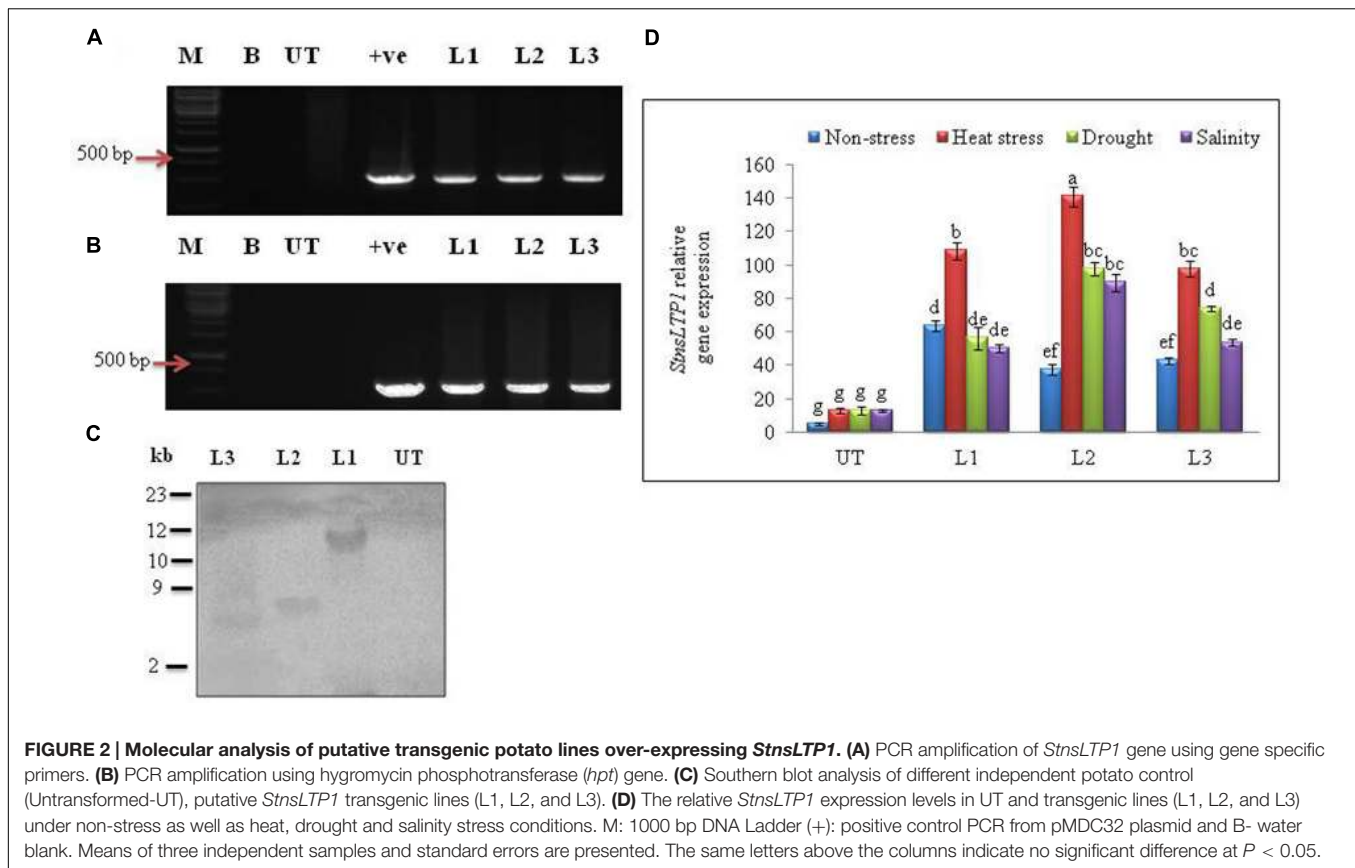 A
M B UT +ve L1 L2 L3
500 bp
B
M B UT +ve L1 L2 L3
500 bp
C
kb L3 L2 L1 UT
23
12
10
9
2
D
Non-stress Heat stress Drought Salinity
StnsLTP1 relative
gene expression
160
140
120
100
80
60
40
20
0
g g g g
d b de de
ef a bc bc
ef bc d de
UT L1 L2 L3
FIGURE 2 | Molecular analysis of putative transgenic potato lines over-expressing StnsLTP1. (A) PCR amplification of StnsLTP1 gene using gene specific
primers. (B) PCR amplification using hygromycin phosphotransferase (hpt) gene. (C) Southern blot analysis of different independent potato control
(Untransformed-UT), putative StnsLTP1 transgenic lines (L1, L2, and L3). (D) The relative StnsLTP1 expression levels in UT and transgenic lines (L1, L2, and L3)
under non-stress as well as heat, drought and salinity stress conditions. M: 1000 bp DNA Ladder (+): positive control PCR from pMDC32 plasmid and B- water
blank. Means of three independent samples and standard errors are presented. The same letters above the columns indicate no significant difference at P < 0.05.